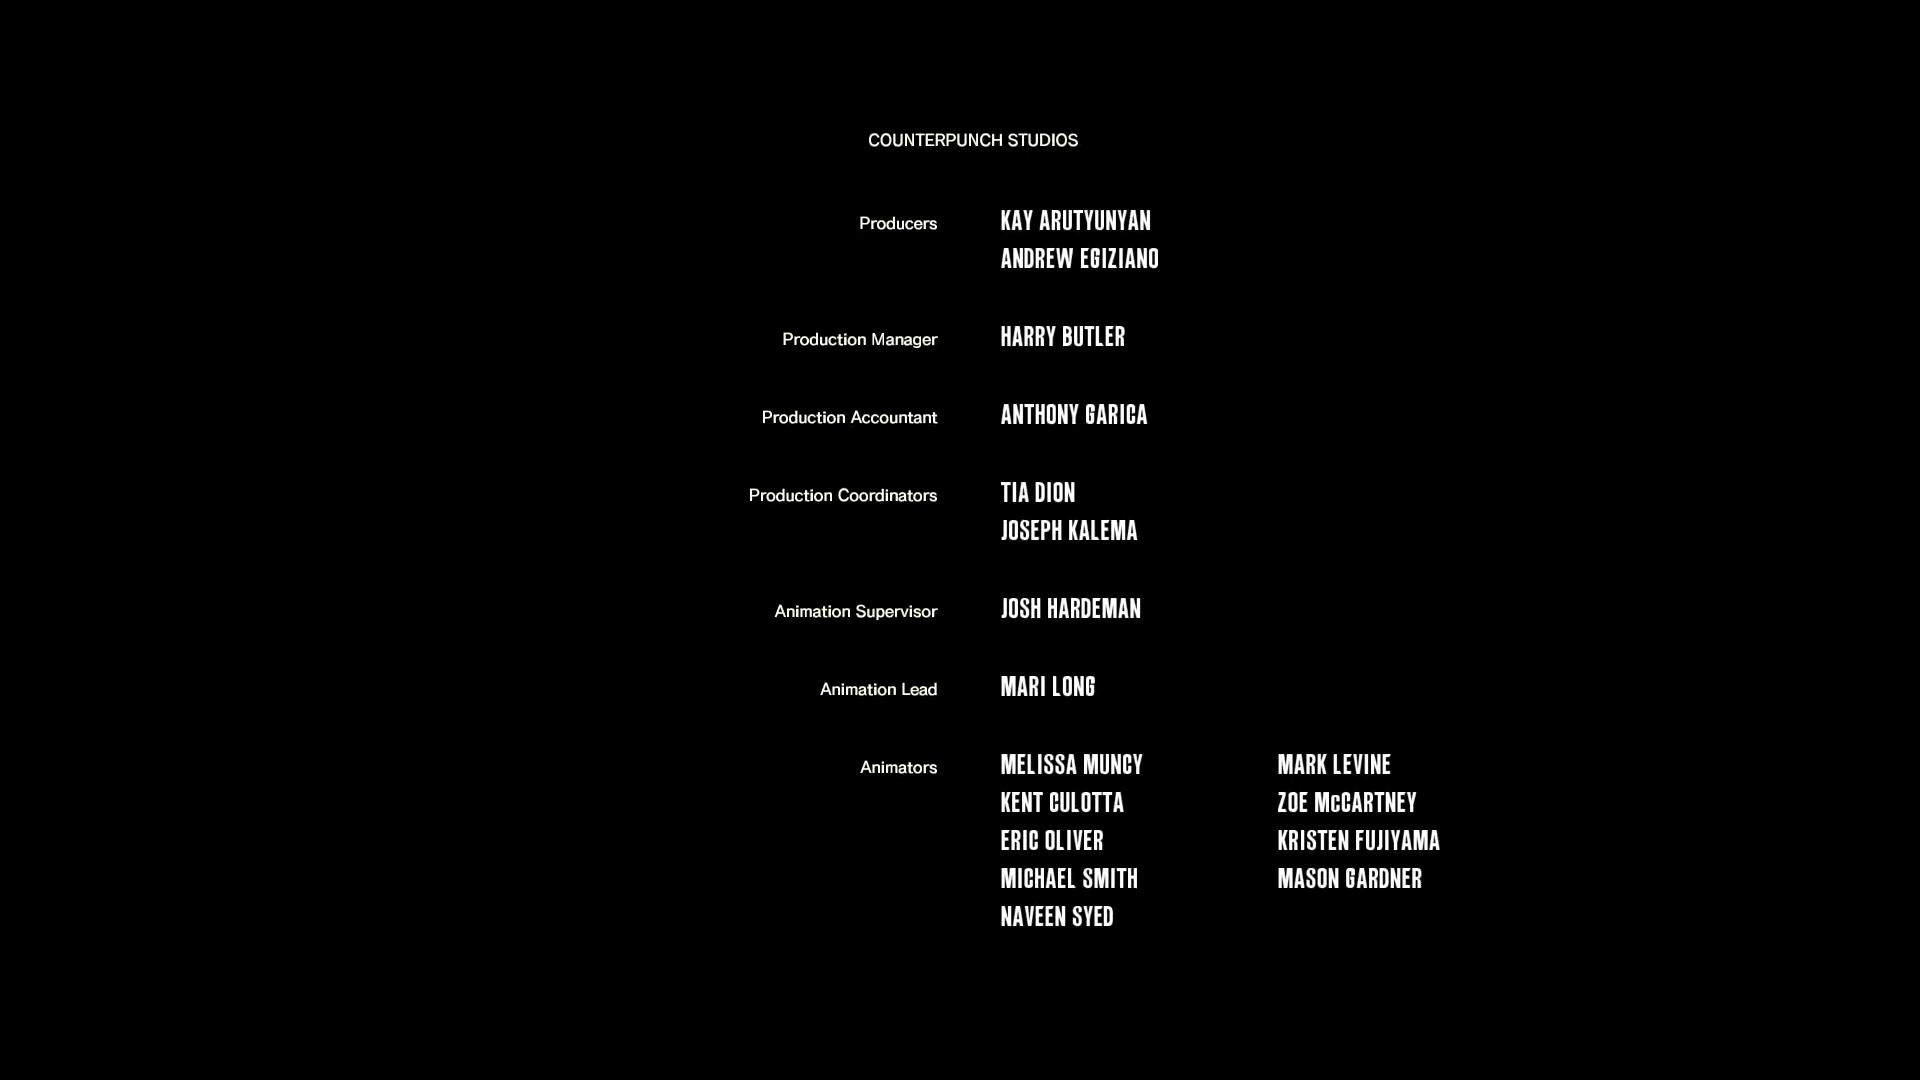 COUNTERPUNCH STUDIOS
Producers KAY ARUTYUNYAN
ANDREW EGIZIANO
Production Manager HARRY BUTLER
Production Accountant ANTHONY GARICA
Production Coordinators TIA DION
JOSEPH KALEMA
Animation Supervisor JOSH HARDEMAN
Animation Lead MARI LONG
Animators MELISSA MUNCY MARK LEVINE
KENT CULOTTA ZOE McCARTNEY
ERIC OLIVER KRISTEN FUJIYAMA
MICHAEL SMITH MASON GARDNER
NAVEEN SYED